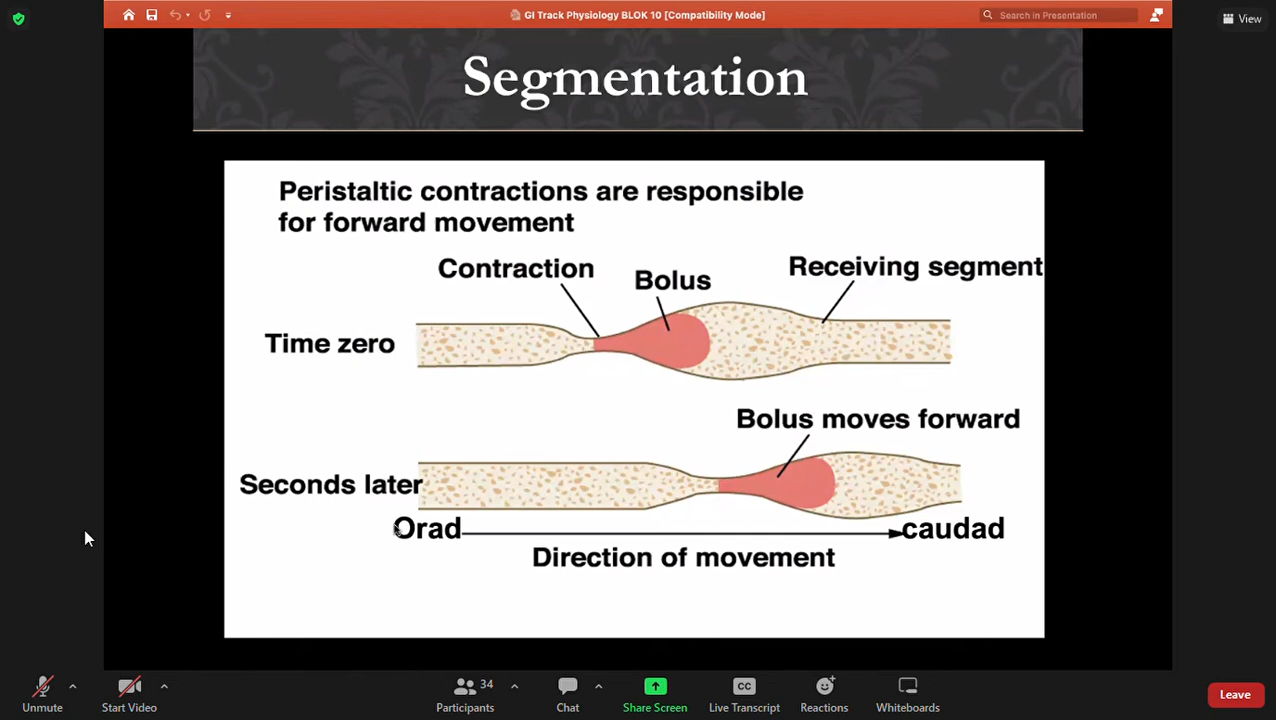 GI Track Physiology BLOK 10 [Compatibility Mode]
Search in Presentation
View
Segmentation
Peristaltic contractions are responsible
for forward movement
Contraction
Bolus
Receiving segment
Time zero
Bolus moves forward
Seconds later
Orad
caudad
Direction of movement
Unmute
Start Video
Participants
34
Chat
Share Screen
CC
Live Transcript
Reactions
Whiteboards
Leave